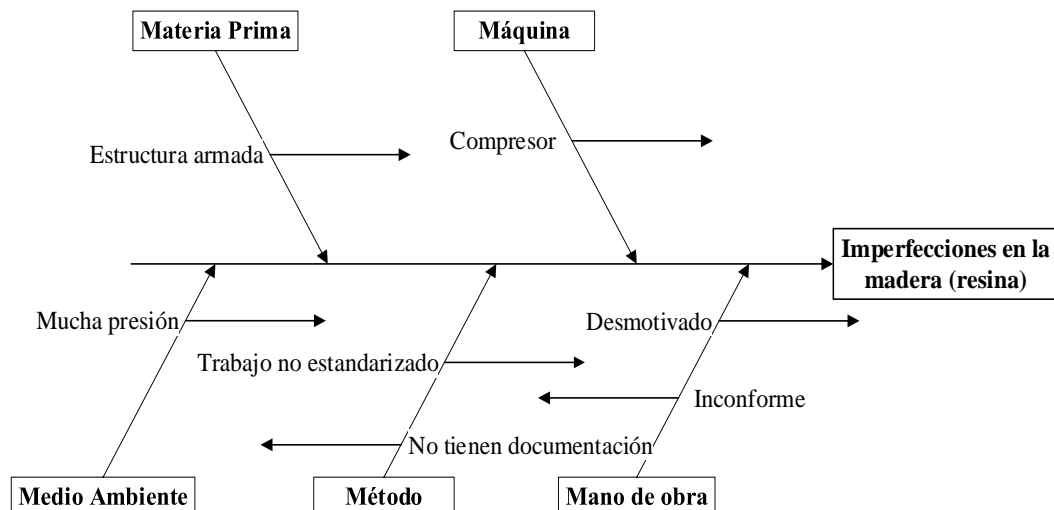 Materia Prima
Máquina
Estructura armada
Compresor
Imperfecciones en la
madera (resina)
Mucha presión
Desmotivado
Trabajo no estandarizado
Inconforme
No tienen documentación
Medio Ambiente
Método
Mano de obra